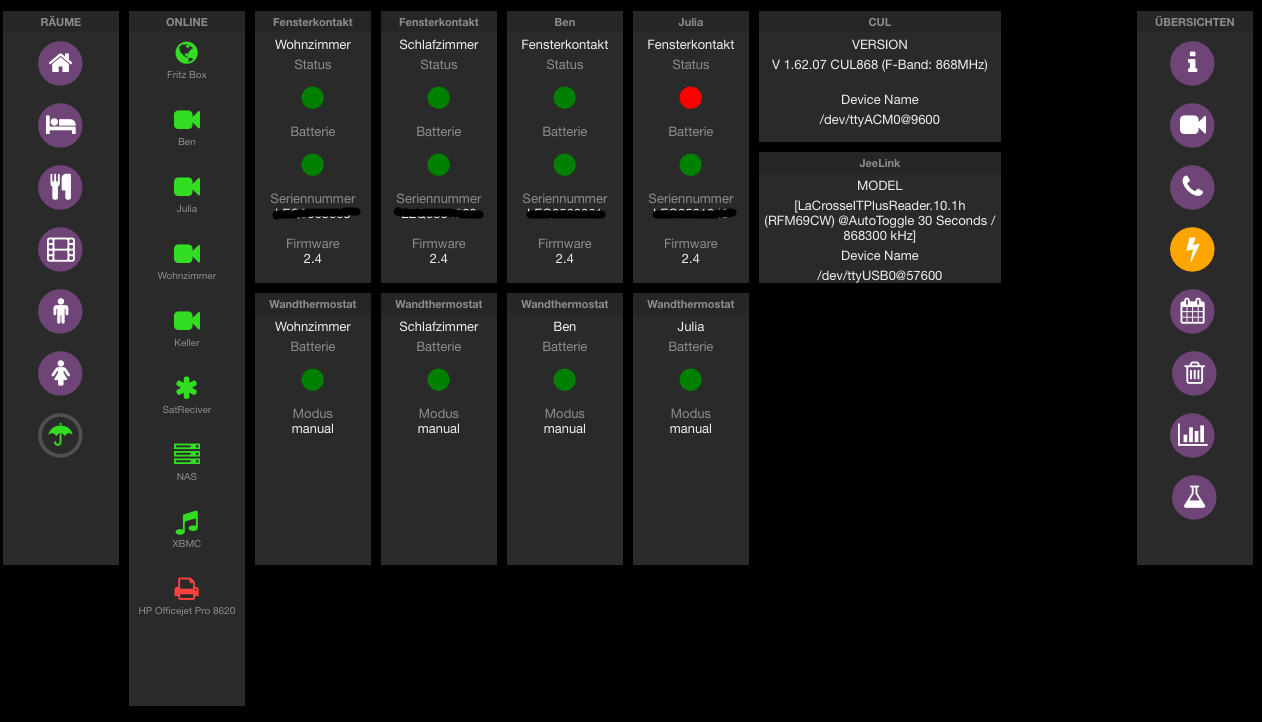 RÄUME
ONLINE
Fritz Box
Ben
Julia
Wohnzimmer
Keller
SatReciver
NAS
XBMC
HP Officejet Pro 8620
Fensterkontakt
Wohnzimmer
Status
Batterie
Seriennummer
Firmware
2.4
Fensterkontakt
Schlafzimmer
Status
Batterie
Seriennummer
Firmware
2.4
Ben
Fensterkontakt
Status
Batterie
Seriennummer
Firmware
2.4
Julia
Fensterkontakt
Status
Batterie
Seriennummer
Firmware
2.4
Wandthermostat
Wohnzimmer
Batterie
Modus
manual
Wandthermostat
Schlafzimmer
Batterie
Modus
manual
Wandthermostat
Ben
Batterie
Modus
manual
Wandthermostat
Julia
Batterie
Modus
manual
CUL
VERSION
V 1.62.07 CUL868 (F-Band: 868MHz)
Device Name
/dev/ttyACM0@9600
JeeLink
MODEL
[LaCrosseITPlusReader.10.1h
(RFM69CW) @AutoToggle 30 Seconds /
868300 kHz]
Device Name
/dev/ttyUSB0@57600
ÜBERSICHTEN